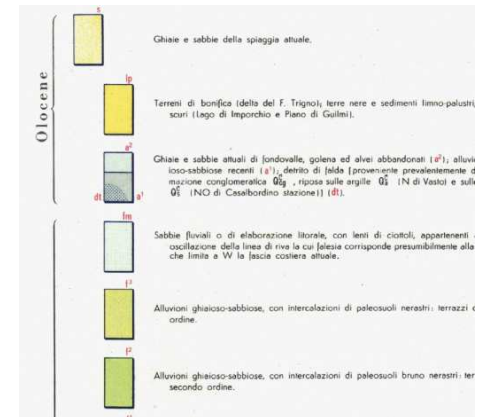 Olocene
s
Ghiaie e sabbie della spiaggia attuale.
lp
Terreni di bonifica (delta del F. Trigno); terre nere e sedimenti limno-palustri,
scuri (Lago di Imporchio e Piano di Guilmi).
a²
dt
a¹
Ghiaie e sabbie attuali di fondovalle, golena ed alvei abbandonati (a²); alluvi
ioso-sabbiose recenti (a¹); detrito di falda (proveniente prevalentemente d
mazione conglomeratica , riposa sulle argille (N di Vasto) e sulle
(NO di Casalbordino stazione)) (dt).
fm
Sabbie fluviali o di elaborazione litorale, con lenti di ciottoli, appartenenti
oscillazione della linea di riva la cui falesia corrisponde presumibilmente alla
che limita a W la fascia costiera attuale.
f³
Alluvioni ghiaioso-sabbiose, con intercalazioni di paleosuoli nerastri: terrazzi
ordine.
f²
Alluvioni ghiaioso-sabbiose, con intercalazioni di paleosuoli bruno nerastri: ter
secondo ordine.